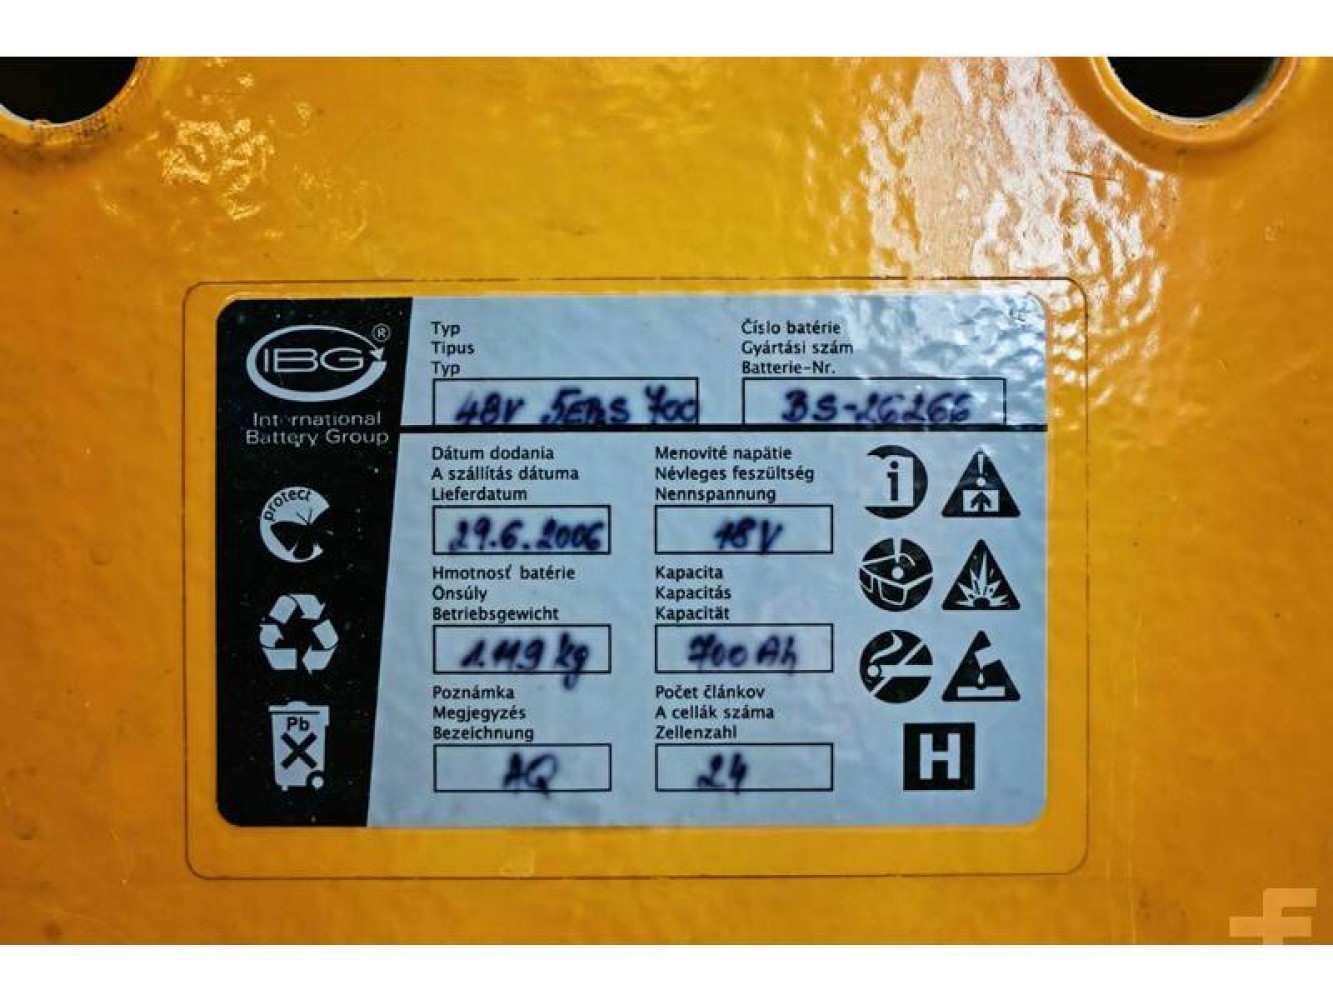 IBG®
International
Battery Group
protect
Pb
Typ
Tipus
Typ
48V 5EPzS 700
Číslo batérie
Gyártási szám
Batterie-Nr.
BS-26266
Dátum dodania
A szállítás dátuma
Lieferdatum
29.6.2006
Menovité napätie
Névleges feszültség
Nennspannung
48V
Hmotnosť batérie
Önsúly
Betriebsgewicht
1.119 kg
Kapacita
Kapacitás
Kapacität
700 Ah
Poznámka
Megjegyzés
Bezeichnung
AQ
Počet článkov
A cellák száma
Zellenzahl
24
i
H